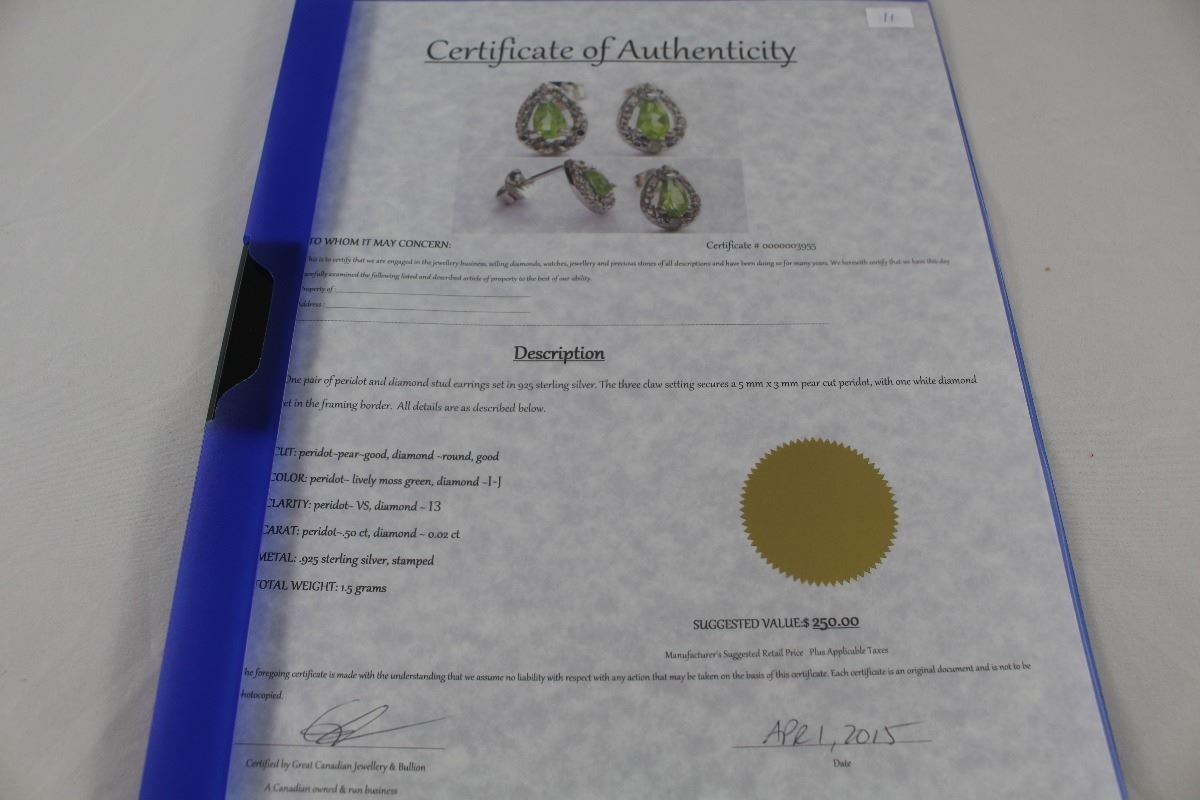 11
Certificate of Authenticity
TO WHOM IT MAY CONCERN:
Certificate # 0000003955
his is to certify that we are engaged in the jewellery business, selling diamonds, watches, jewellery and precious stones of all descriptions and have been doing so for many years. We herewith certify that we have this day
arefully examined the following listed and described article of property to the best of our ability.
roperty of :
ddress :
Description
One pair of peridot and diamond stud earrings set in 925 sterling silver. The three claw setting secures a 5 mm x 3 mm pear cut peridot, with one white diamond
et in the framing border. All details are as described below.
CUT: peridot-pear-good, diamond -round, good
COLOR: peridot- lively moss green, diamond -I-J
CLARITY: peridot- VS, diamond - I3
CARAT: peridot-.50 ct, diamond - 0.02 ct
METAL: .925 sterling silver, stamped
TOTAL WEIGHT: 1.5 grams
SUGGESTED VALUE:$ 250.00
Manufacturer's Suggested Retail Price Plus Applicable Taxes
he foregoing certificate is made with the understanding that we assume no liability with respect with any action that may be taken on the basis of this certificate. Each certificate is an original document and is not to be
hotocopied.
APR 1, 2015
Certified by Great Canadian Jewellery & Bullion
Date
A Canadian owned & run business